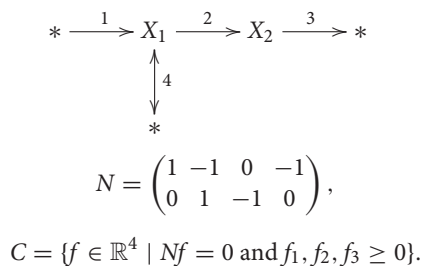 * 1 X₁ 2 X₂ 3 *
4
*
N = (1 −1 0 −1
0 1 −1 0),
C = {f ∈ ℝ⁴ | Nf = 0 and f₁, f₂, f₃ ≥ 0}.